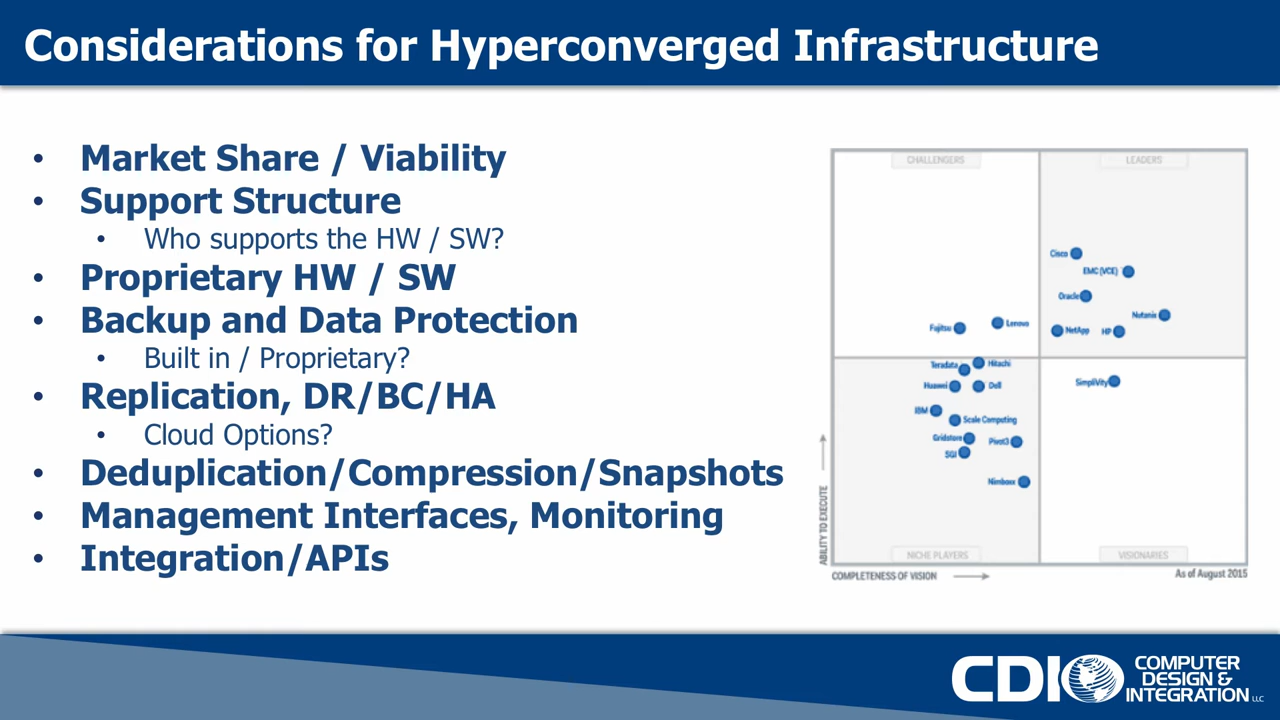 Considerations for Hyperconverged Infrastructure
• Market Share / Viability
• Support Structure
• Who supports the HW / SW?
• Proprietary HW / SW
• Backup and Data Protection
• Built in / Proprietary?
• Replication, DR/BC/HA
• Cloud Options?
• Deduplication/Compression/Snapshots
• Management Interfaces, Monitoring
• Integration/APIs
CHALLENGERS
LEADERS
Cisco
EMC (VCE)
Oracle
Nutanix
Fujitsu
Lenovo
NetApp
HP
Teradata
Hitachi
Huawei
Dell
SimpliVity
IBM
Scale Computing
Gridstore
Pivot3
SGI
Nimboxx
ABILITY TO EXECUTE
NICHE PLAYERS
VISIONARIES
COMPLETENESS OF VISION
As of August 2015
CDI
COMPUTER
DESIGN &
INTEGRATION LLC